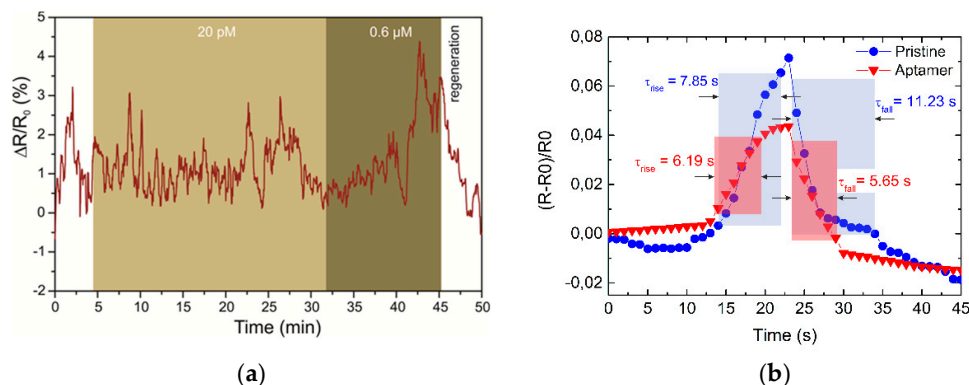 5
4
3
2
1
0
-1
-2
ΔR/R0 (%)
20 pM
0.6 µM
regeneration
0 5 10 15 20 25 30 35 40 45 50
Time (min)
(a)
0,08
0,06
0,04
0,02
0,00
-0,02
(R-R0)/R0
Pristine
Aptamer
τrise = 7.85 s
τfall = 11.23 s
τrise = 6.19 s
τfall = 5.65 s
0 5 10 15 20 25 30 35 40 45
Time (s)
(b)